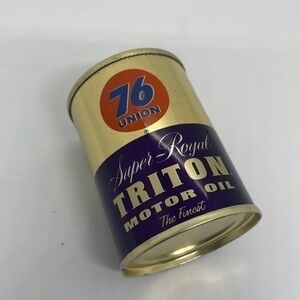 76
UNION
Super-Royal
TRITON
MOTOR OIL
The Finest